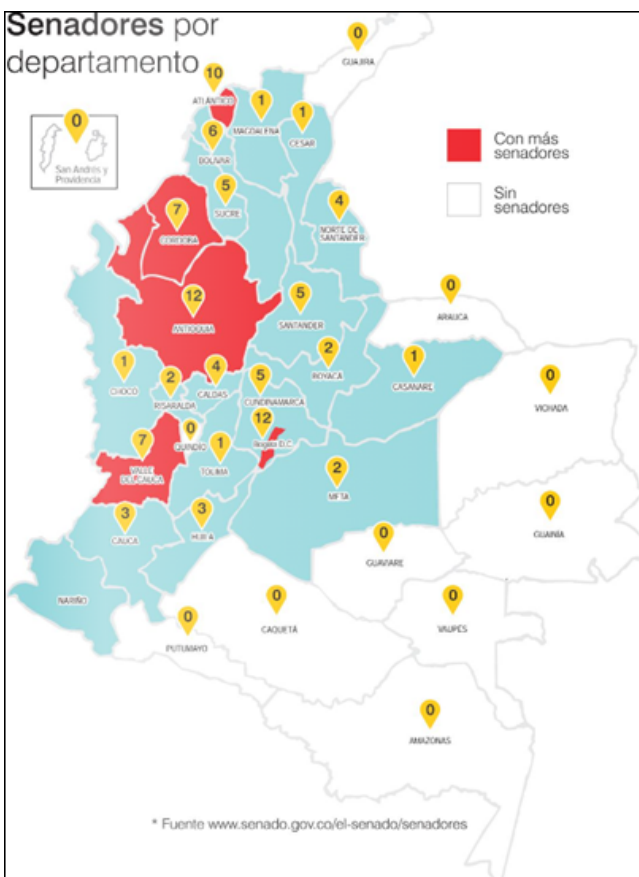 Senadores por
departamento
0
GUAJIRA
10
ATLÁNTICO
1
MAGDALENA
1
CESAR
0
San Andrés y
Providencia
6
BOLIVAR
Con más
senadores
Sin
senadores
5
SUCRE
4
NORTE DE
SANTANDER
7
CORDOBA
12
ANTIOQUIA
5
SANTANDER
0
ARAUCA
1
CHOCO
2
RISARALDA
4
CALDAS
5
CUNDINAMARCA
2
BOYACÁ
1
CASANARE
0
VICHADA
7
VALLE
DEL CAUCA
0
QUINDIO
1
TOLIMA
12
Bogotá D.C.
2
META
3
CAUCA
3
HUILA
0
GUAVIARE
0
GUAINÍA
NARIÑO
0
PUTUMAYO
0
CAQUETÁ
0
VAUPÉS
0
AMAZONAS
* Fuente www.senado.gov.co/el-senado/senadores